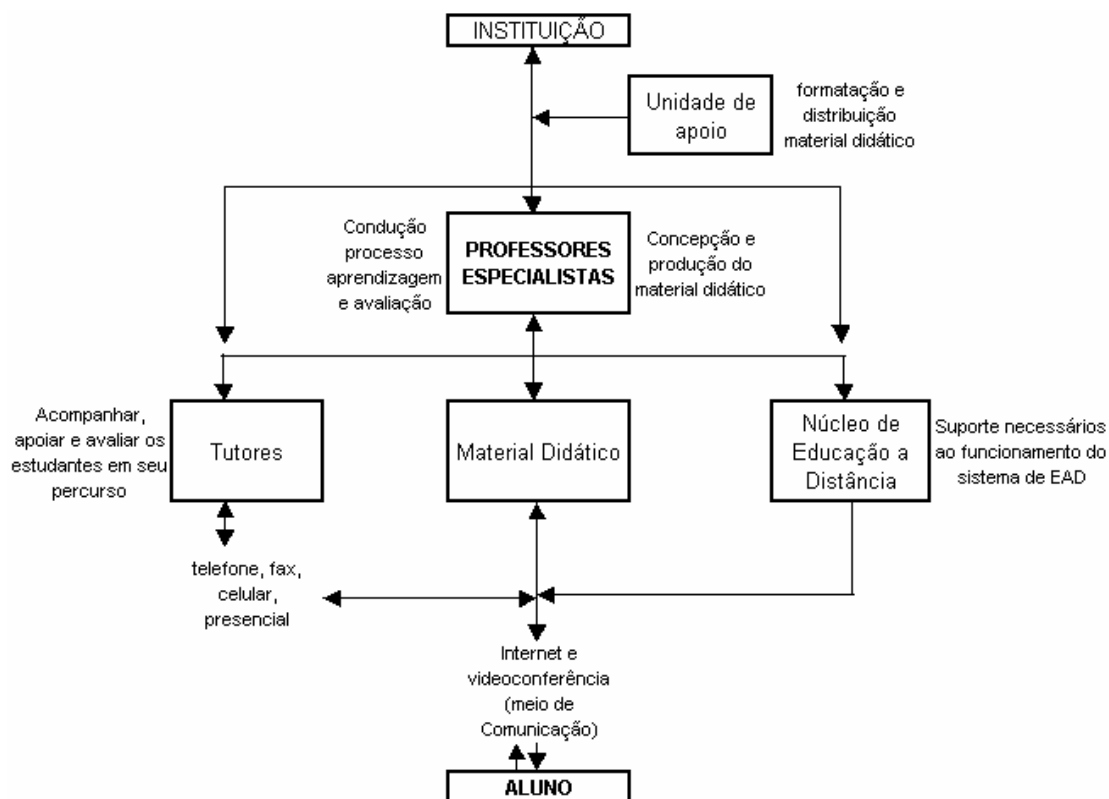 INSTITUIÇÃO
Unidade de
apoio
formatação e
distribuição
material didático
Condução
processo
aprendizagem
e avaliação
PROFESSORES
ESPECIALISTAS
Concepção e
produção do
material didático
Acompanhar,
apoiar e avaliar os
estudantes em seu
percurso
Tutores
Material Didático
Núcleo de
Educação a
Distância
Suporte necessários
ao funcionamento do
sistema de EAD
telefone, fax,
celular,
presencial
Internet e
videoconferência
(meio de
Comunicação)
ALUNO